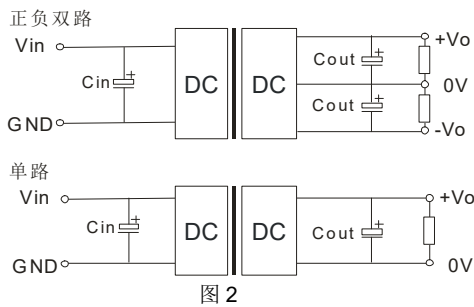 正负双路
Vin
+Vo
Cin
+
DC
DC
Cout
+
0V
Cout
+
GND
-Vo
单路
Vin
+Vo
Cin
+
DC
DC
Cout
+
GND
0V
图 2